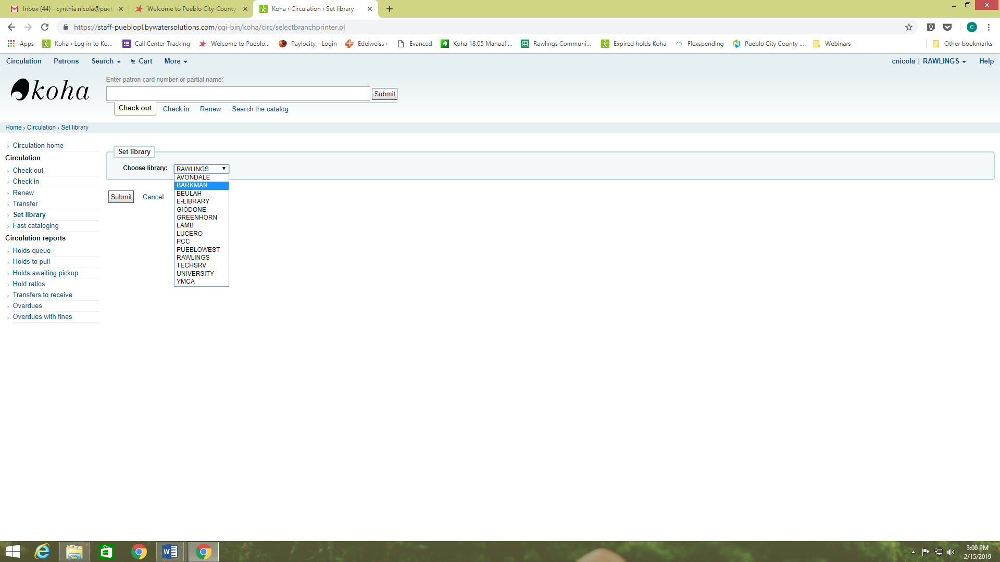 Inbox (44) - cynthia.nicola@pueb
Welcome to Pueblo City-County
Koha › Circulation › Set library
https://staff-pueblopl.bywatersolutions.com/cgi-bin/koha/circ/selectbranchprinter.pl
C
Apps
Koha › Log in to Ko...
Call Center Tracking
Welcome to Pueblo...
Paylocity - Login
Edelweiss+
Evanced
Koha 18.05 Manual ...
Rawlings Communi...
Expired holds Koha
Flexspending
Pueblo City County ...
Webinars
Other bookmarks
Circulation
Patrons
Search
Cart
More
cnicola | RAWLINGS
Help
koha
Enter patron card number or partial name:
Submit
Check out
Check in
Renew
Search the catalog
Home › Circulation › Set library
Circulation home
Circulation
Check out
Check in
Renew
Transfer
Set library
Fast cataloging
Circulation reports
Holds queue
Holds to pull
Holds awaiting pickup
Hold ratios
Transfers to receive
Overdues
Overdues with fines
Set library
Choose library:
RAWLINGS
AVONDALE
BARKMAN
BEULAH
E-LIBRARY
GIODONE
GREENHORN
LAMB
LUCERO
PCC
PUEBLOWEST
RAWLINGS
TECHSRV
UNIVERSITY
YMCA
Submit
Cancel
3:00 PM
2/15/2019